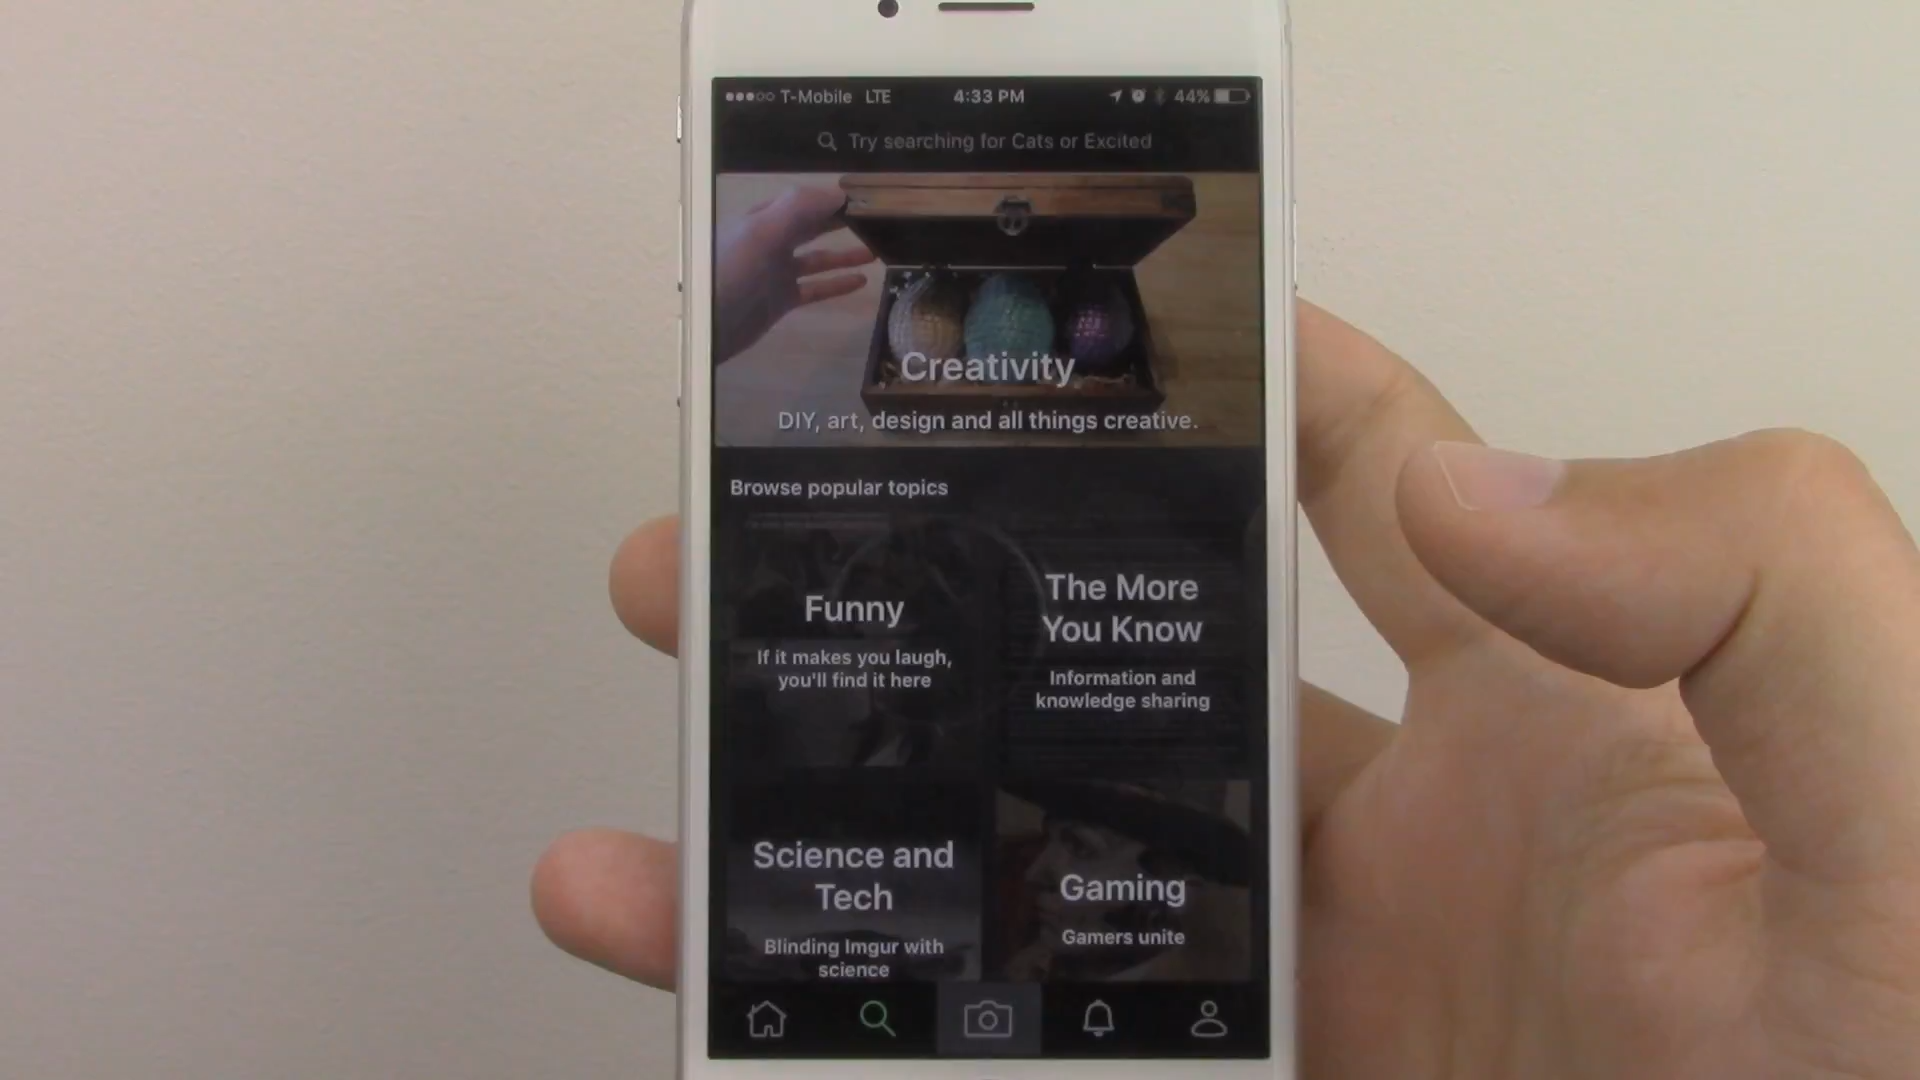 T-Mobile LTE 4:33 PM 44%
Try searching for Cats or Excited
Creativity
DIY, art, design and all things creative.
Browse popular topics
Funny
If it makes you laugh,
you'll find it here
The More
You Know
Information and
knowledge sharing
Science and
Tech
Blinding Imgur with
science
Gaming
Gamers unite